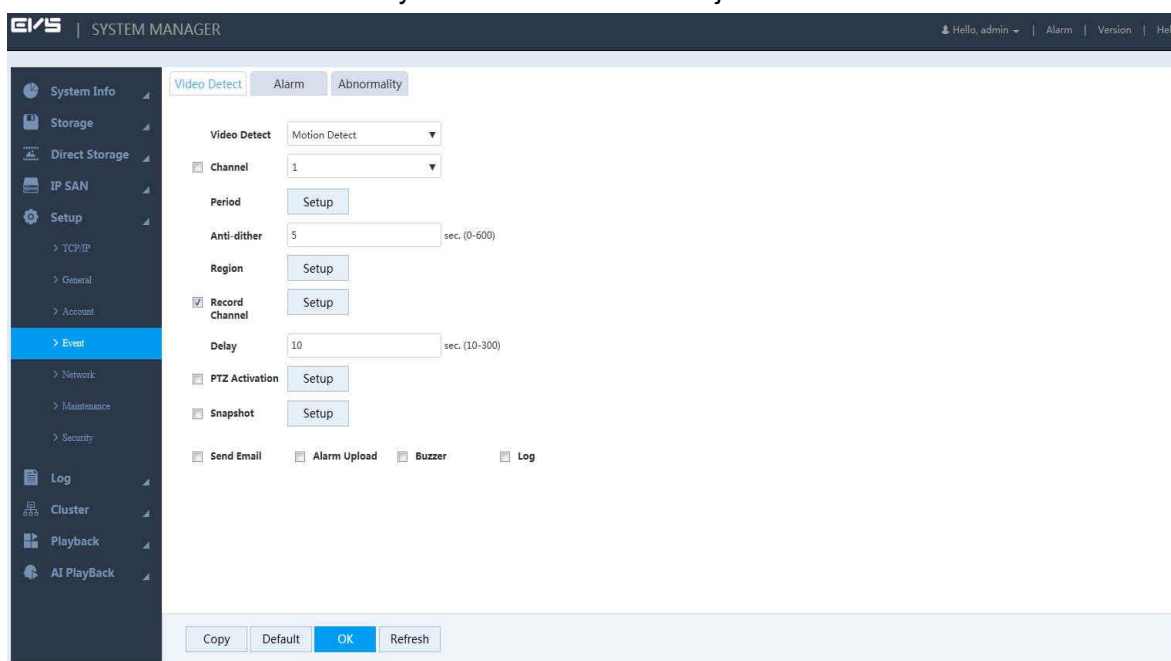 EVS | SYSTEM MANAGER
Hello, admin | Alarm | Version |
Video Detect Alarm Abnormality
System Info
Storage
Direct Storage
IP SAN
Setup
> TCP/IP
> General
> Account
> Event
> Network
> Maintenance
> Security
Log
Cluster
Playback
AI PlayBack
Video Detect Motion Detect
Channel 1
Period Setup
Anti-dither 5 sec. (0-600)
Region Setup
Record
Channel Setup
Delay 10 sec. (10-300)
PTZ Activation Setup
Snapshot Setup
Send Email Alarm Upload Buzzer Log
Copy Default OK Refresh